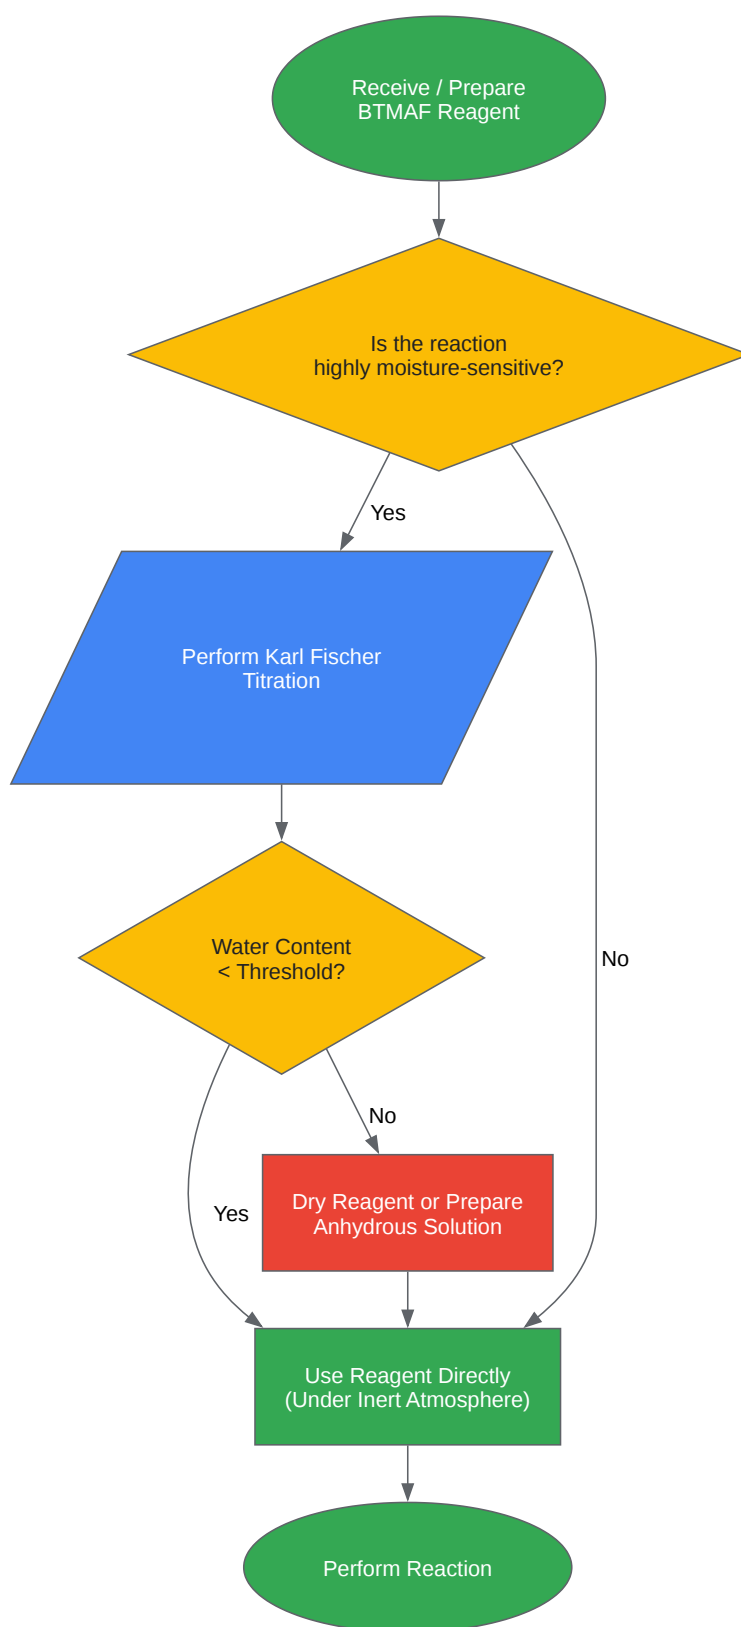 Receive / Prepare
BTMAF Reagent
Is the reaction
highly moisture-sensitive?
Yes
Perform Karl Fischer
Titration
Water Content
< Threshold?
No
No
Yes
Dry Reagent or Prepare
Anhydrous Solution
Use Reagent Directly
(Under Inert Atmosphere)
Perform Reaction